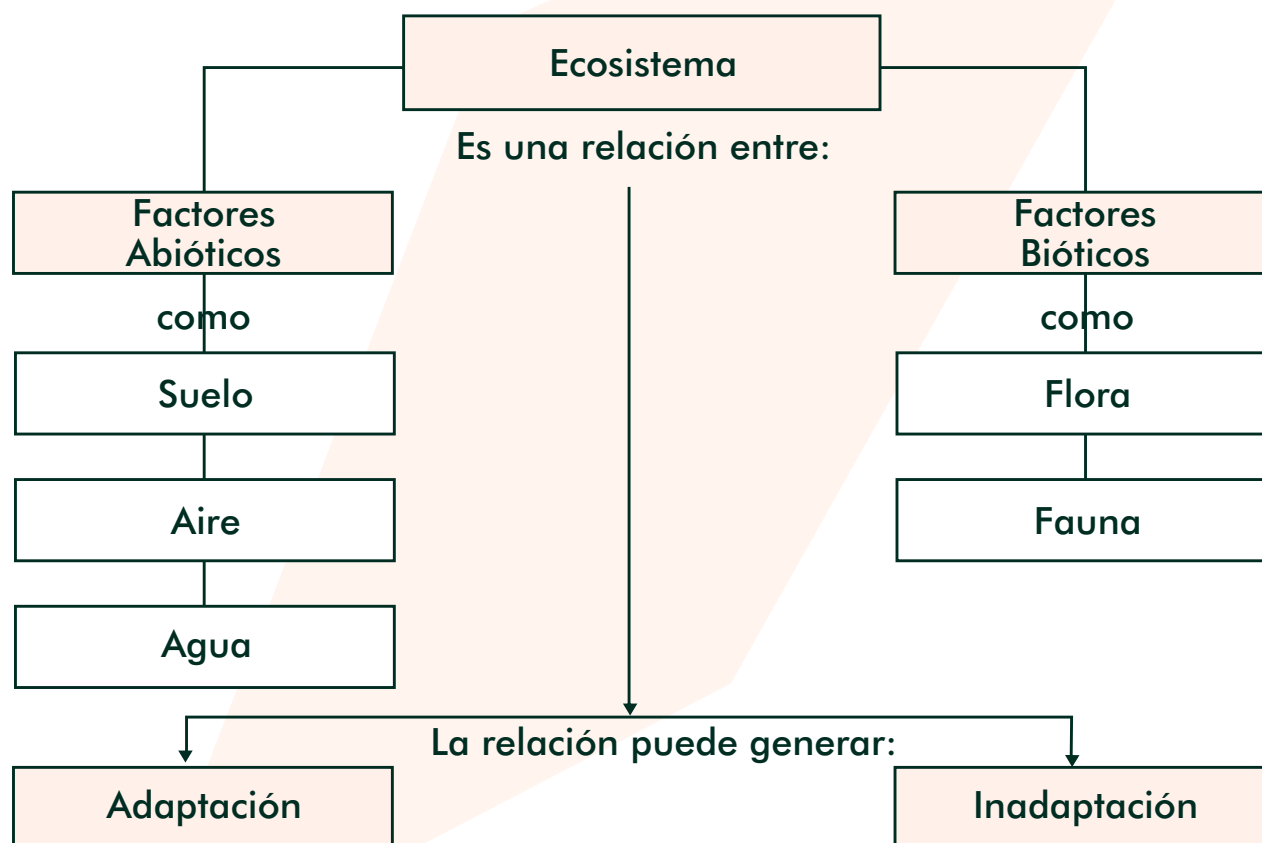 Ecosistema
Es una relación entre:
Factores
Abióticos
como
Suelo
Aire
Agua
Factores
Bióticos
como
Flora
Fauna
La relación puede generar:
Adaptación
Inadaptación